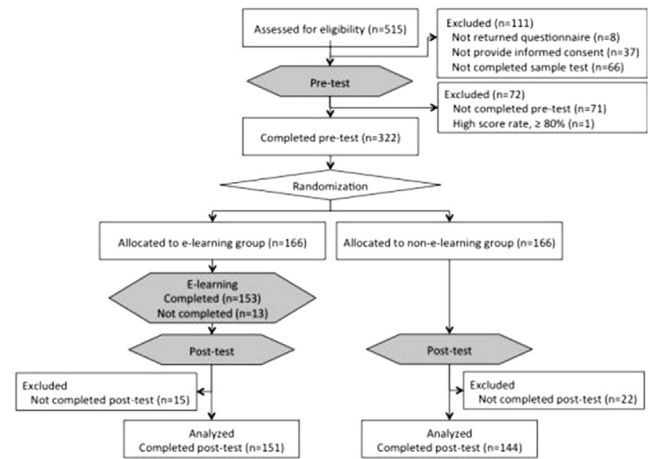 Assessed for eligibility (n=515)
Excluded (n=111)
Not returned questionnaire (n=8)
Not provide informed consent (n=37)
Not completed sample test (n=66)
Pre-test
Excluded (n=72)
Not completed pre-test (n=71)
High score rate, ≥ 80% (n=1)
Completed pre-test (n=322)
Randomization
Allocated to e-learning group (n=166)
Allocated to non-e-learning group (n=166)
E-learning
Completed (n=153)
Not completed (n=13)
Post-test
Post-test
Excluded
Not completed post-test (n=15)
Excluded
Not completed post-test (n=22)
Analyzed
Completed post-test (n=151)
Analyzed
Completed post-test (n=144)